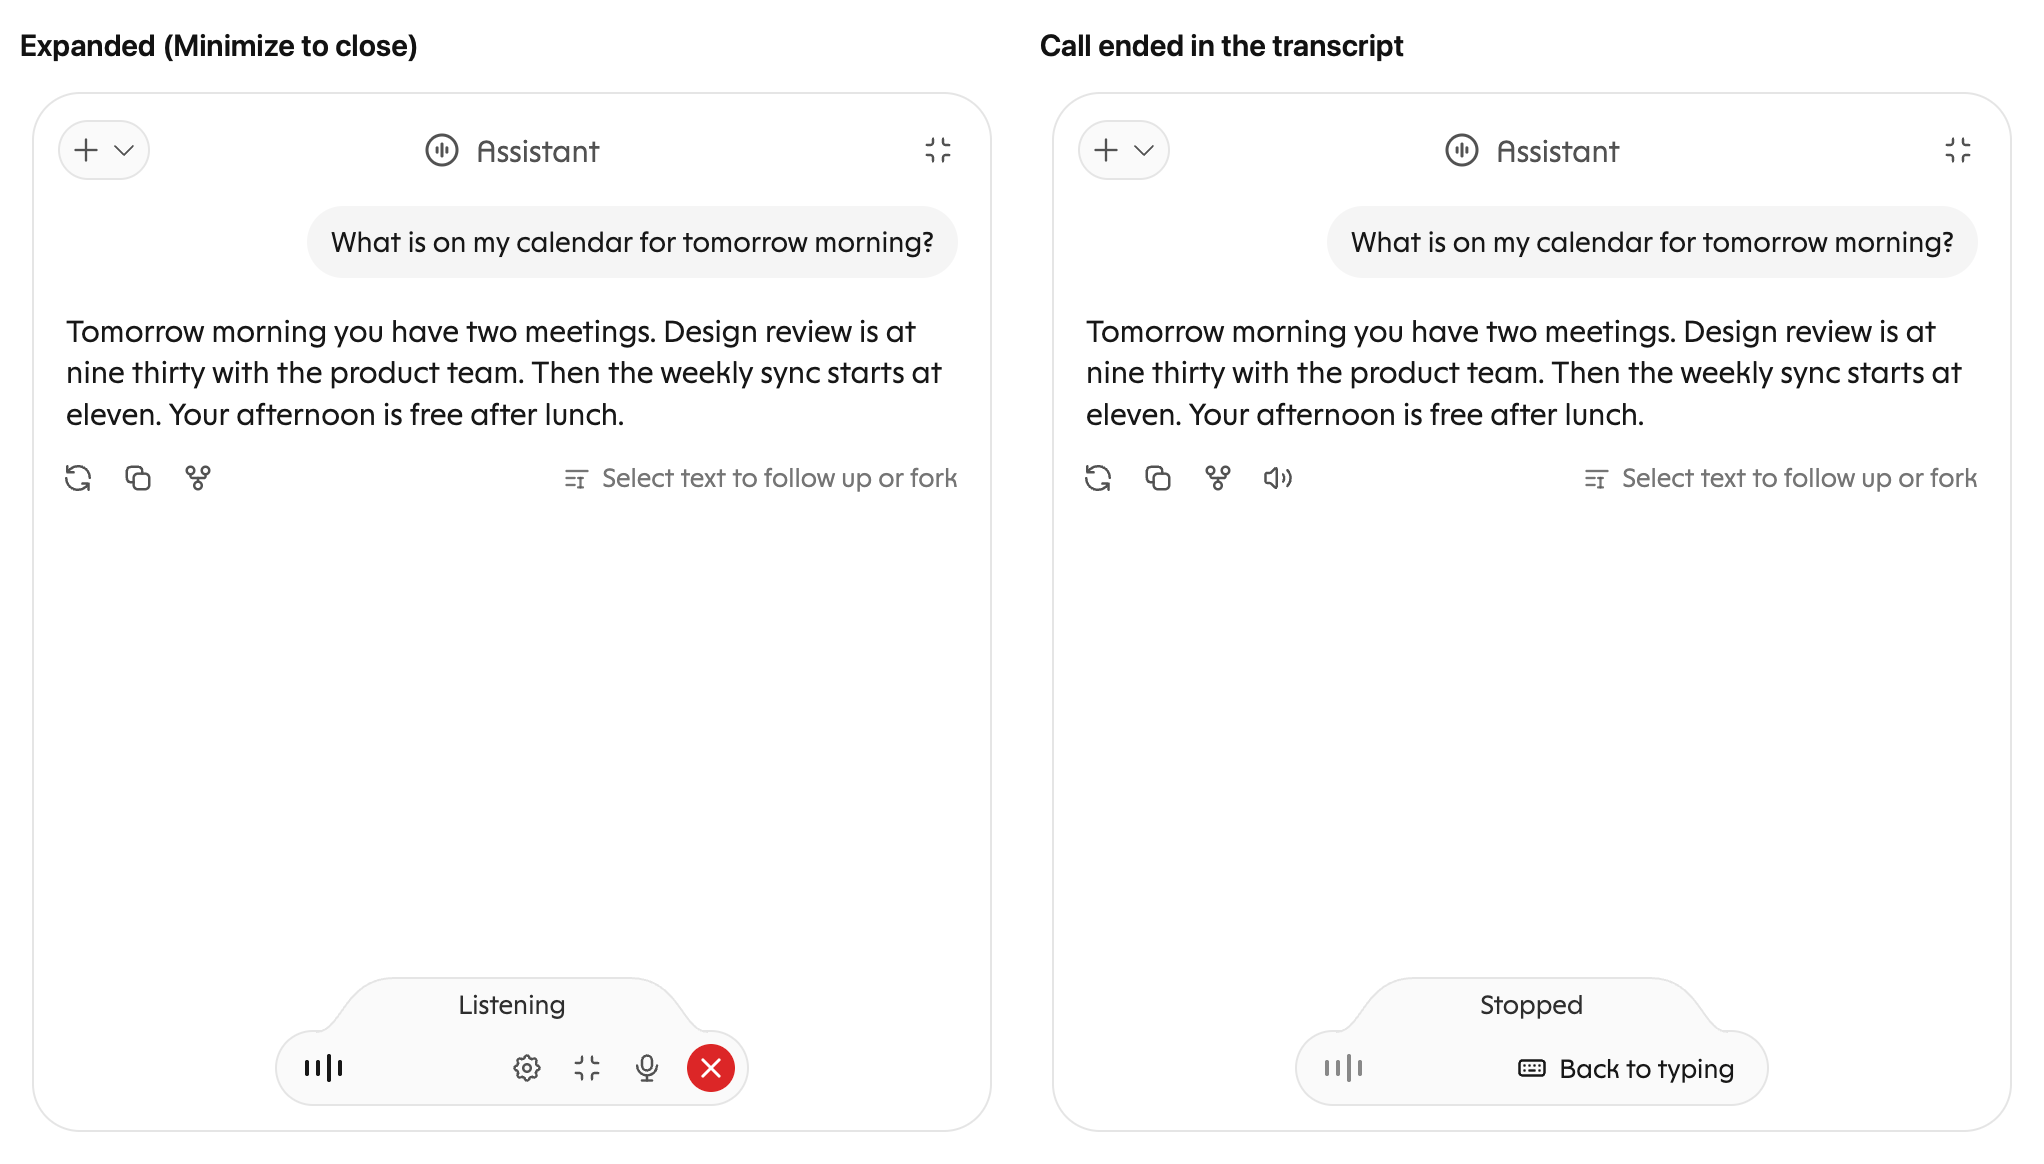 Expanded (Minimize to close)
Assistant
What is on my calendar for tomorrow morning?
Tomorrow morning you have two meetings. Design review is at
nine thirty with the product team. Then the weekly sync starts at
eleven. Your afternoon is free after lunch.
Select text to follow up or fork
Listening
Call ended in the transcript
Assistant
What is on my calendar for tomorrow morning?
Tomorrow morning you have two meetings. Design review is at
nine thirty with the product team. Then the weekly sync starts at
eleven. Your afternoon is free after lunch.
Select text to follow up or fork
Stopped
Back to typing